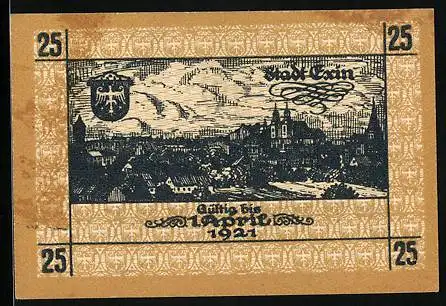 25 25
Stadt Exin
Gültig bis
1. April
1921
25 25